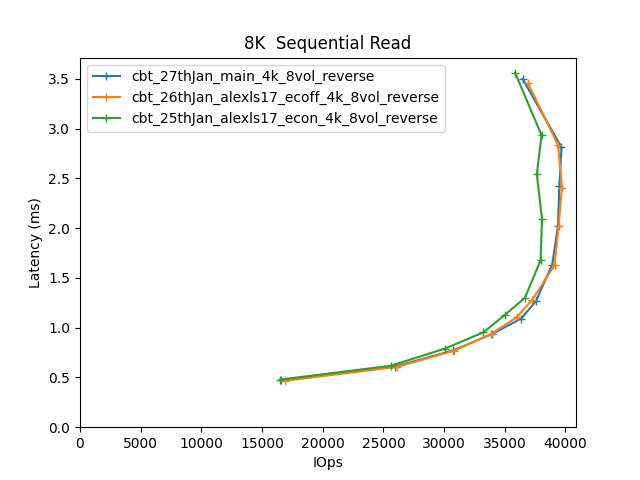 8K  Sequential Read
cbt_27thJan_main_4k_8vol_reverse
cbt_26thJan_alexls17_ecoff_4k_8vol_reverse
cbt_25thJan_alexls17_econ_4k_8vol_reverse
Latency (ms)
3.5
3.0
2.5
2.0
1.5
1.0
0.5
0.0
0 5000 10000 15000 20000 25000 30000 35000 40000
IOps